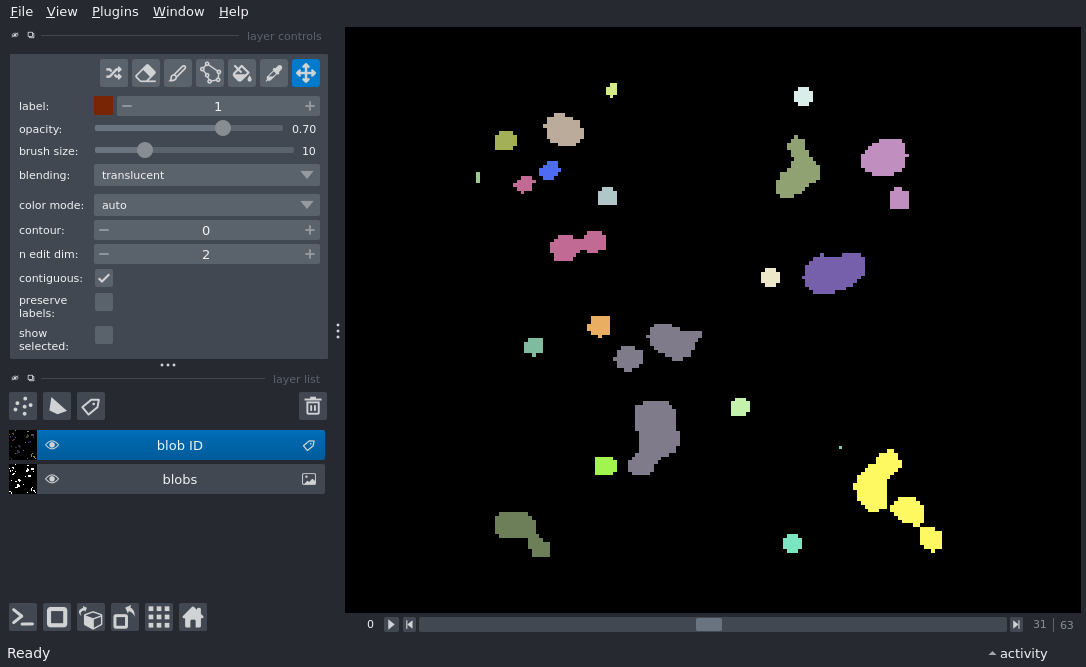 File View Plugins Window Help
layer controls
label: 1
opacity: 0.70
brush size: 10
blending: translucent
color mode: auto
contour: 0
n edit dim: 2
contiguous:
preserve
labels:
show
selected:
layer list
blob ID
blobs
0 31 | 63
Ready activity